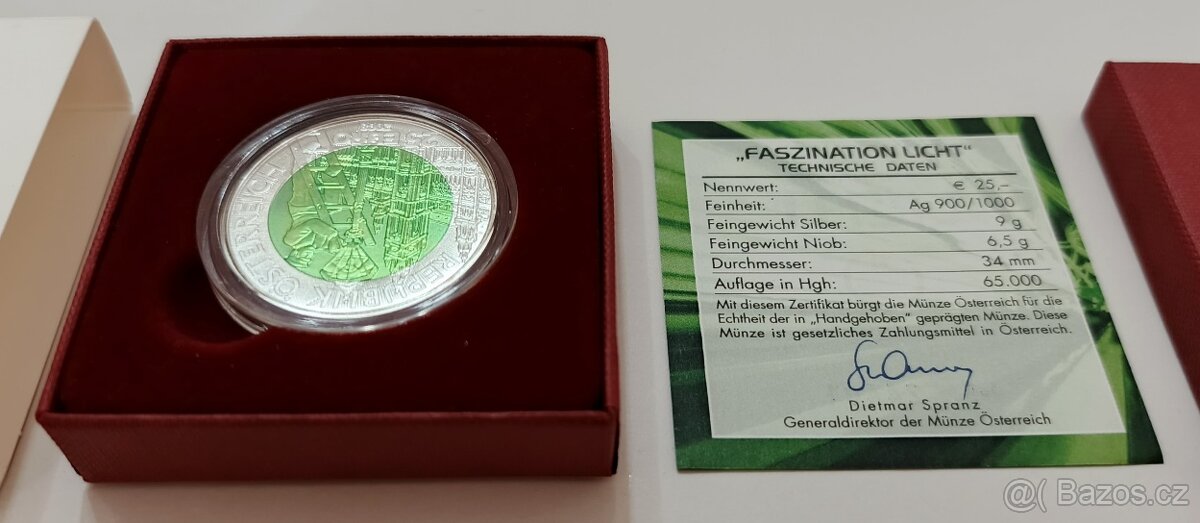 REPUBLIK ÖSTERREICH
„FASZINATION LICHT“
TECHNISCHE DATEN
Nennwert: € 25,–
Feinheit: Ag 900/1000
Feingewicht Silber: 9 g
Feingewicht Niob: 6,5 g
Durchmesser: 34 mm
Auflage in Hgh: 65.000
Mit diesem Zertifikat bürgt die Münze Österreich für die
Echtheit der in „Handgehoben“ geprägten Münze. Diese
Münze ist gesetzliches Zahlungsmittel in Österreich.
Dietmar Spranz
Generaldirektor der Münze Österreich
@( Bazos.cz